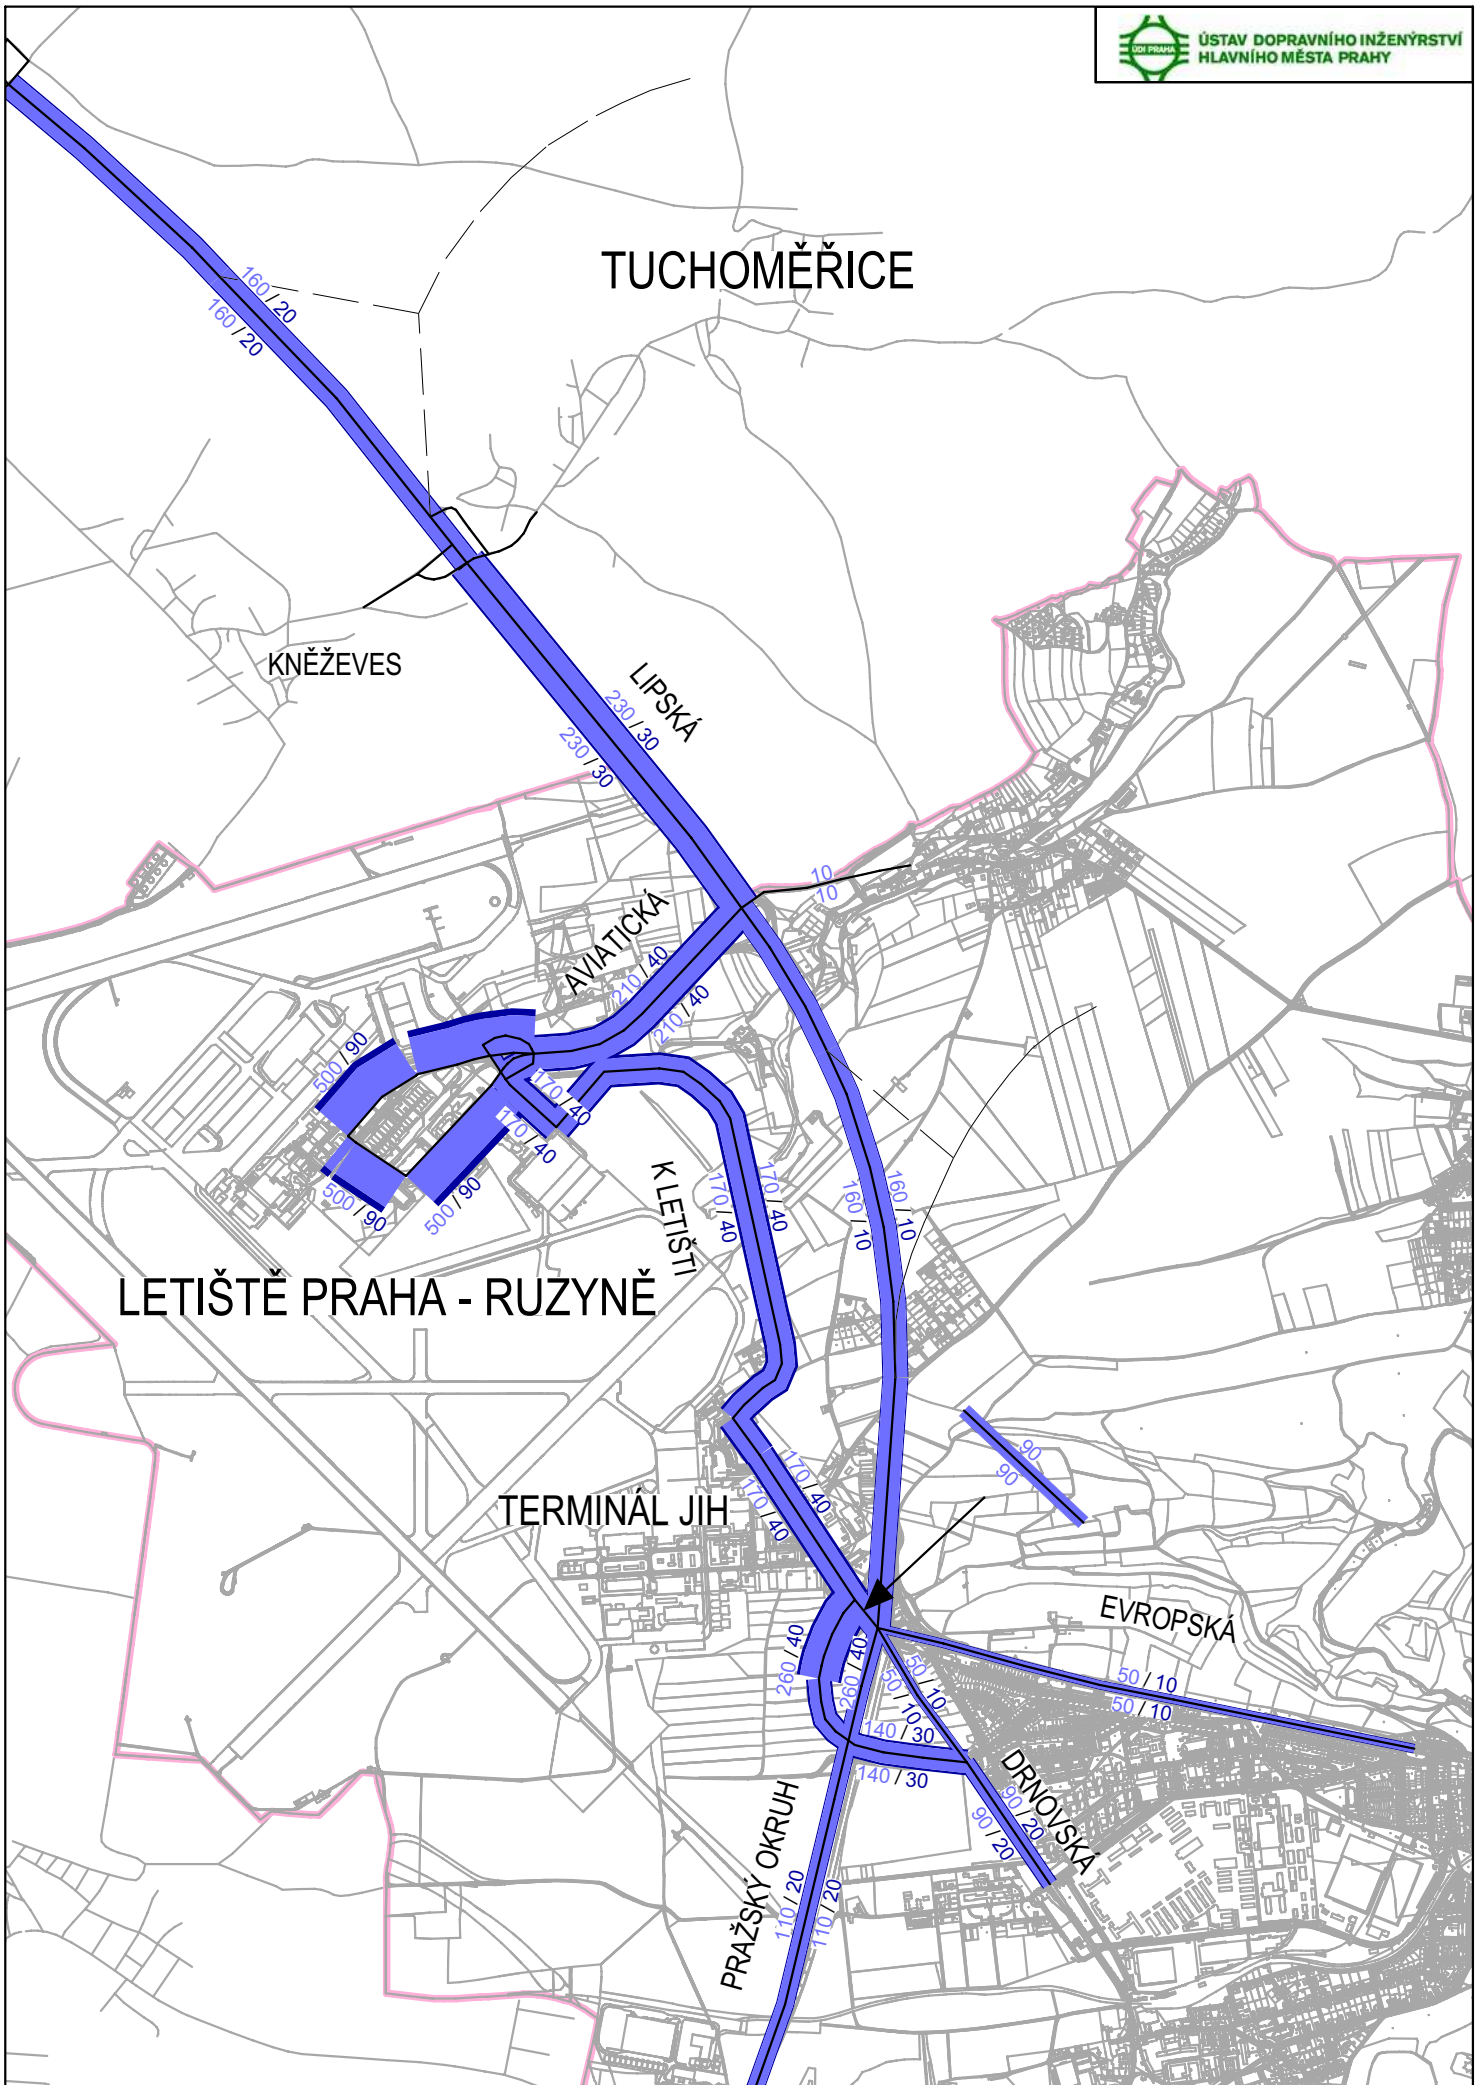 ÚDI PRAHA
ÚSTAV DOPRAVNÍHO INŽENÝRSTVÍ
HLAVNÍHO MĚSTA PRAHY
TUCHOMĚŘICE
160 / 20
160 / 20
KNĚŽEVES
LIPSKÁ
230 / 30
230 / 30
10
10
AVIATICKÁ
210 / 40
210 / 40
500 / 90
170 / 40
170 / 40
500 / 90
500 / 90
K LETIŠTI
170 / 40
170 / 40
160 / 10
160 / 10
LETIŠTĚ PRAHA - RUZYNĚ
90
90
170 / 40
170 / 40
TERMINÁL JIH
EVROPSKÁ
260 / 40
260 / 40
50 / 10
50 / 10
50 / 10
50 / 10
140 / 30
140 / 30
DRNOVSKÁ
90 / 20
90 / 20
PRAŽSKÝ OKRUH
110 / 20
110 / 20